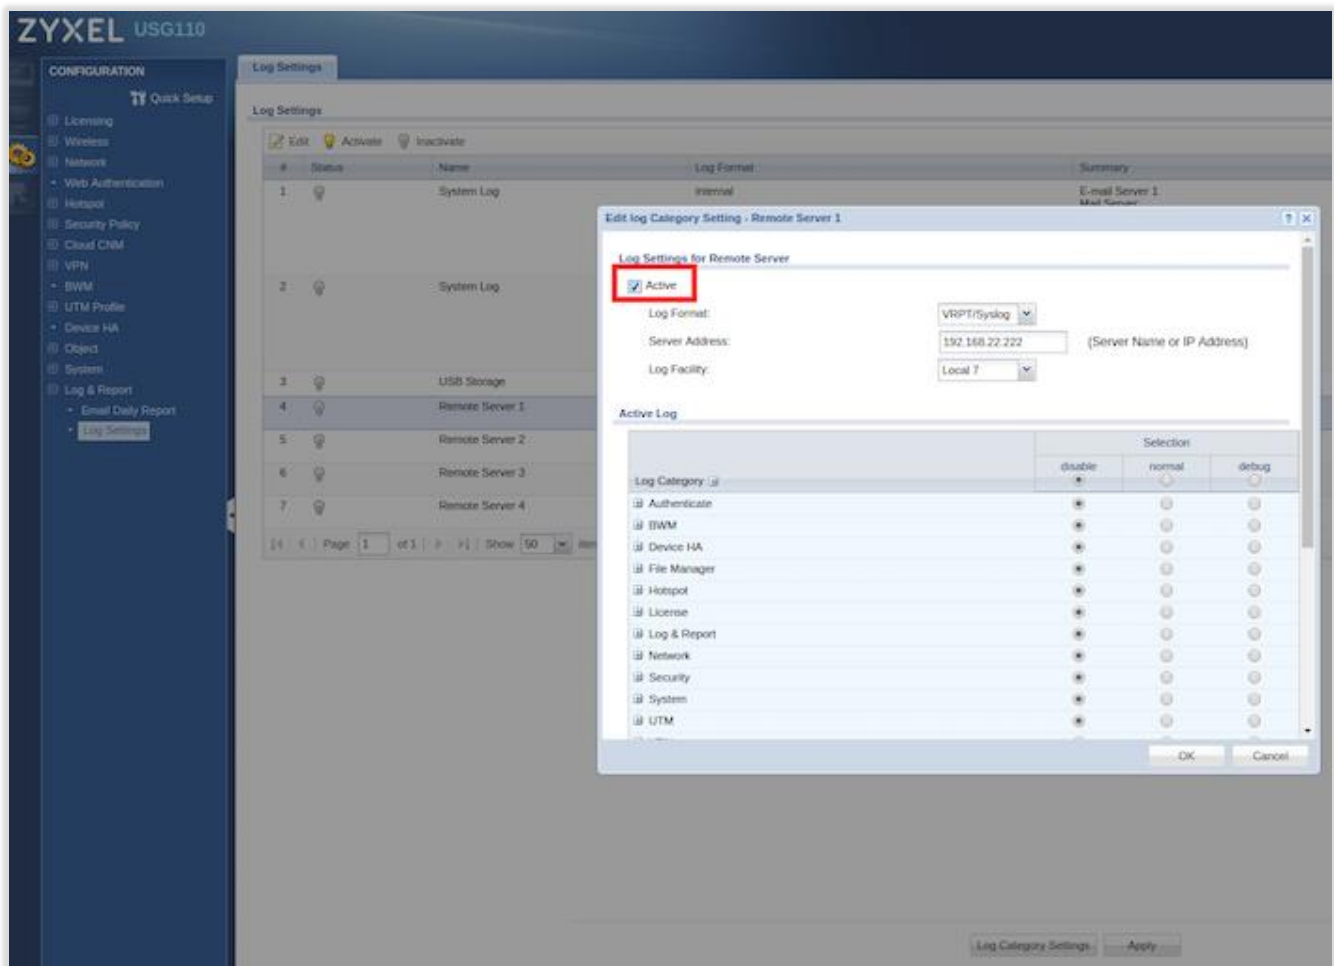 ZYXEL USG110
CONFIGURATION
Quick Setup
Licensing
Wireless
Network
Web Authentication
Hotspot
Security Policy
Cloud CNM
VPN
BWM
UTM Profile
Device HA
Object
System
Log & Report
Email Daily Report
Log Settings
Log Settings
Log Settings
Edit Activate Inactivate
# Status Name Log Format Summary
1 System Log Internal E-mail Server 1
Mail Server
2 System Log
3 USB Storage
4 Remote Server 1
5 Remote Server 2
6 Remote Server 3
7 Remote Server 4
Page 1 of 1 Show 50
Edit log Category Setting - Remote Server 1
Log Settings for Remote Server
Active
Log Format: VRPT/Syslog
Server Address: 192.168.22.222 (Server Name or IP Address)
Log Facility: Local 7
Active Log
Selection
Log Category disable normal debug
Authenticate
BWM
Device HA
File Manager
Hotspot
License
Log & Report
Network
Security
System
UTM
OK Cancel
Log Category Settings Apply